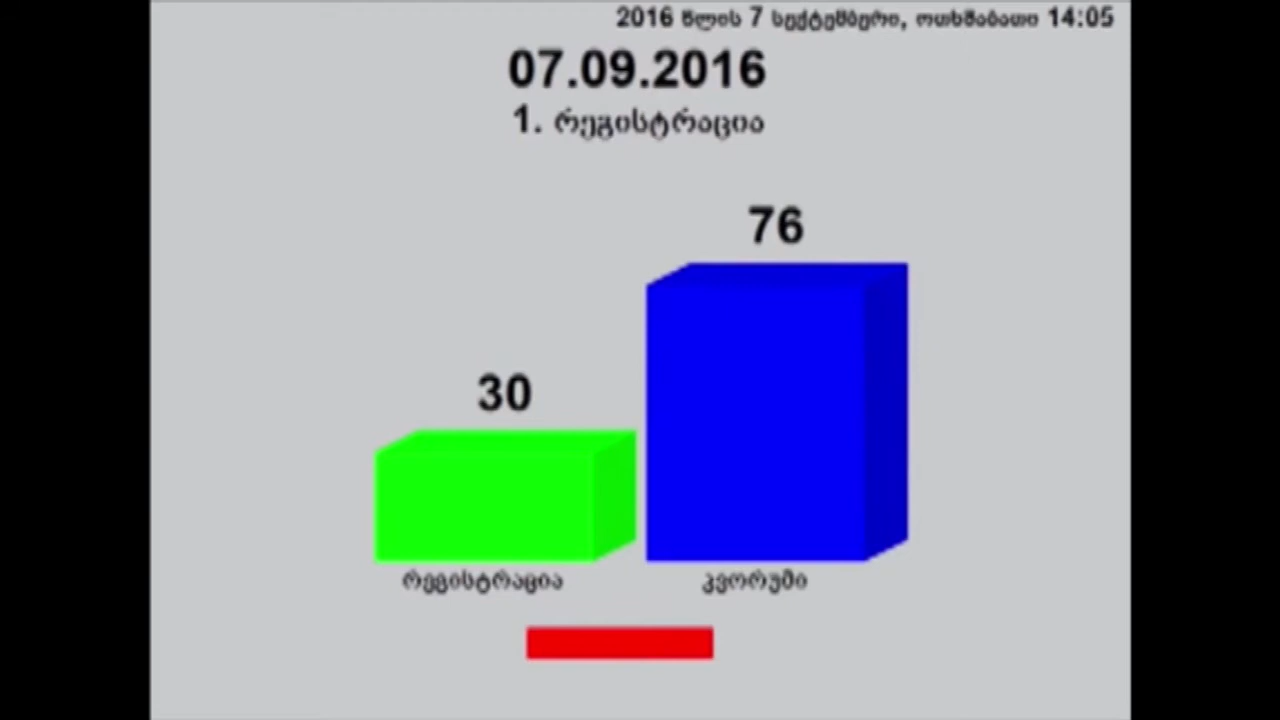 2016 წლის 7 სექტემბერი, ოთხშაბათი 14:05
07.09.2016
1. რეგისტრაცია
76
30
რეგისტრაცია
კვორუმი